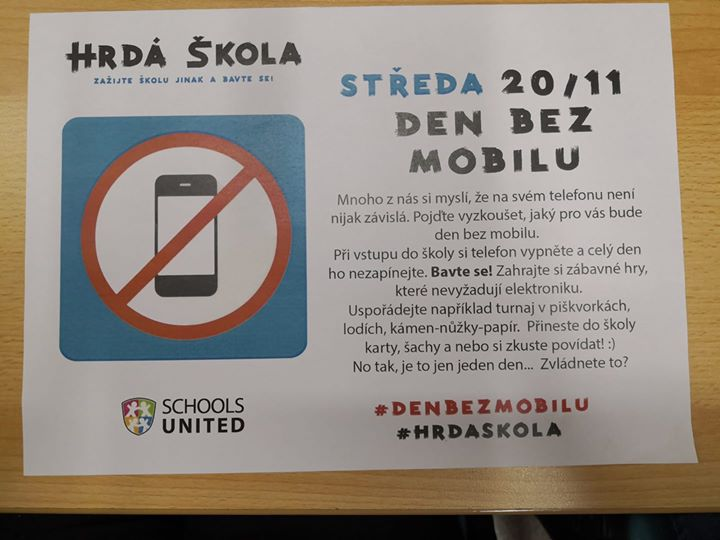 HRDÁ ŠKOLA
ZAŽIJTE ŠKOLU JINAK A BAVTE SE!
STŘEDA 20/11
DEN BEZ
MOBILU
Mnoho z nás si myslí, že na svém telefonu není
nijak závislá. Pojďte vyzkoušet, jaký pro vás bude
den bez mobilu.
Při vstupu do školy si telefon vypněte a celý den
ho nezapínejte. Bavte se! Zahrajte si zábavné hry,
které nevyžadují elektroniku.
Uspořádejte například turnaj v piškvorkách,
lodích, kámen-nůžky-papír. Přineste do školy
karty, šachy a nebo si zkuste povídat! :)
No tak, je to jen jeden den... Zvládnete to?
SCHOOLS
UNITED
#DENBEZMOBILU
#HRDASKOLA